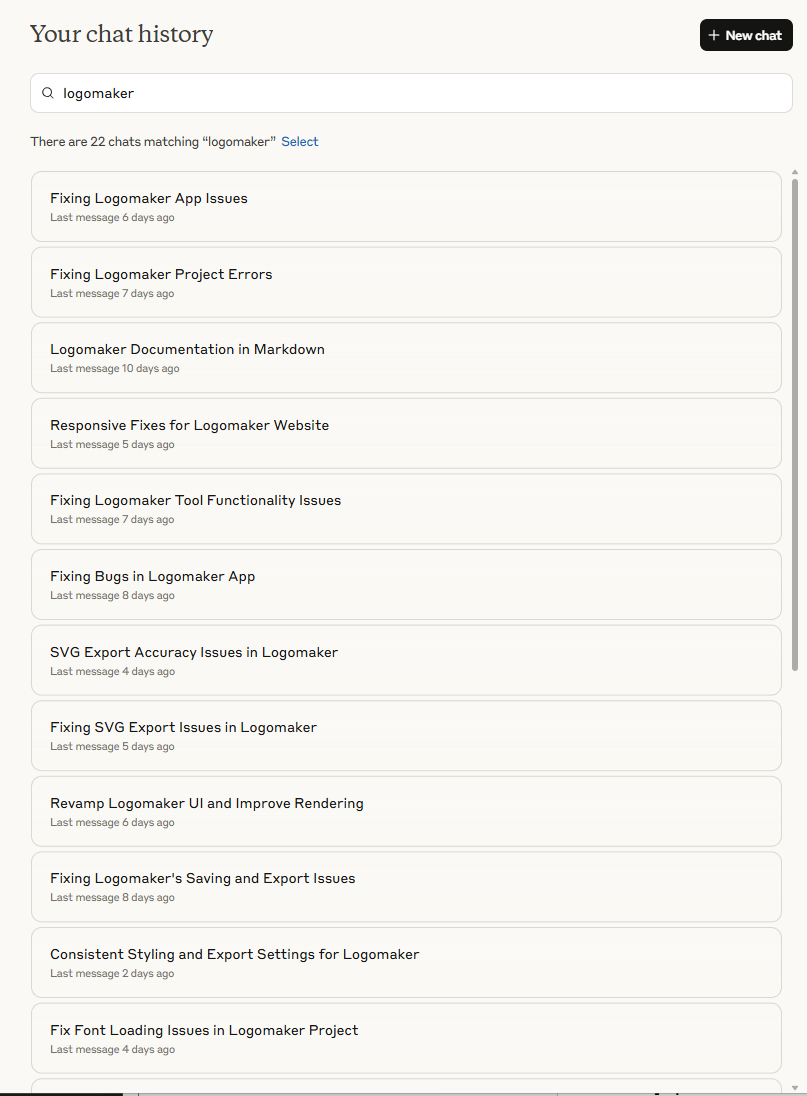 Your chat history
+ New chat
logomaker
There are 22 chats matching “logomaker” Select
Fixing Logomaker App Issues
Last message 6 days ago
Fixing Logomaker Project Errors
Last message 7 days ago
Logomaker Documentation in Markdown
Last message 10 days ago
Responsive Fixes for Logomaker Website
Last message 5 days ago
Fixing Logomaker Tool Functionality Issues
Last message 7 days ago
Fixing Bugs in Logomaker App
Last message 8 days ago
SVG Export Accuracy Issues in Logomaker
Last message 4 days ago
Fixing SVG Export Issues in Logomaker
Last message 5 days ago
Revamp Logomaker UI and Improve Rendering
Last message 6 days ago
Fixing Logomaker's Saving and Export Issues
Last message 8 days ago
Consistent Styling and Export Settings for Logomaker
Last message 2 days ago
Fix Font Loading Issues in Logomaker Project
Last message 4 days ago